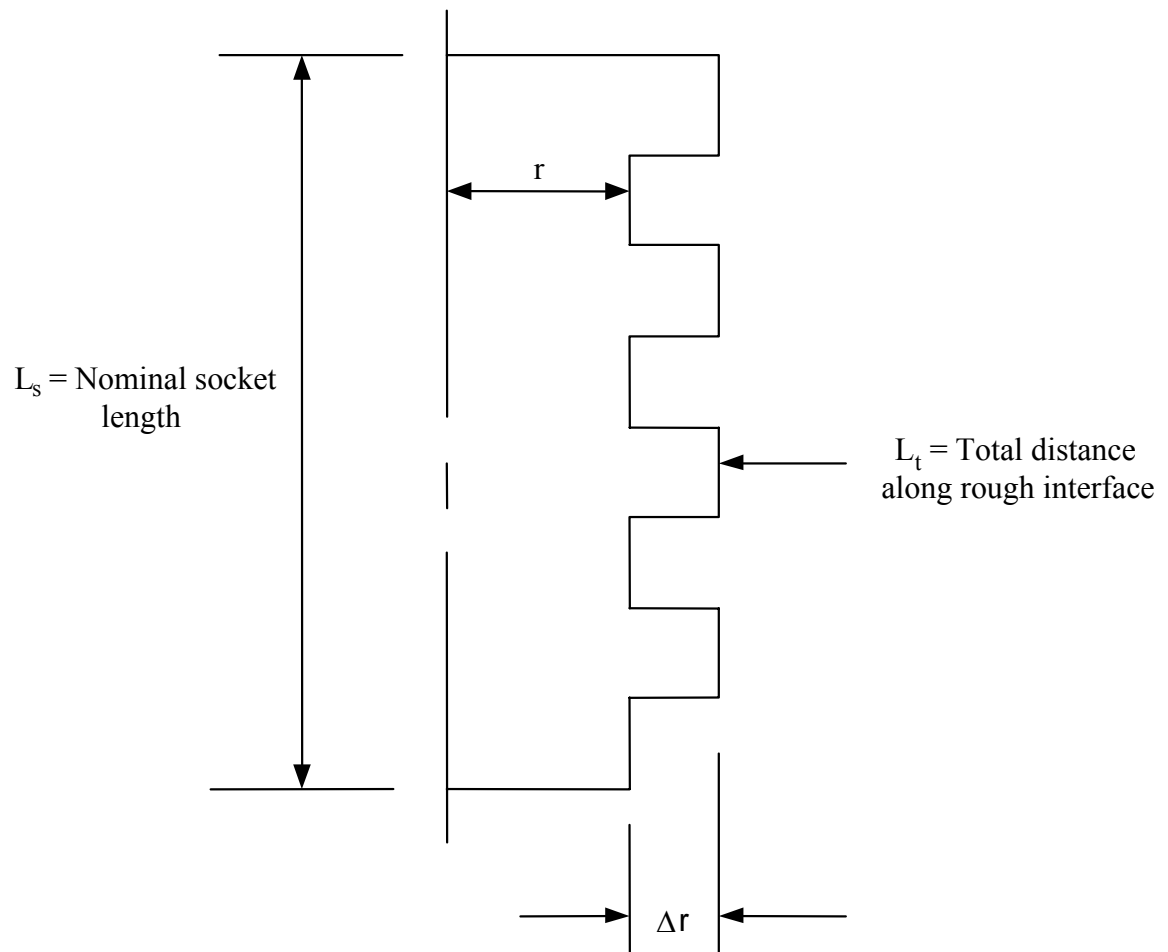 r
L_s = Nominal socket
length
L_t = Total distance
along rough interface
Δr